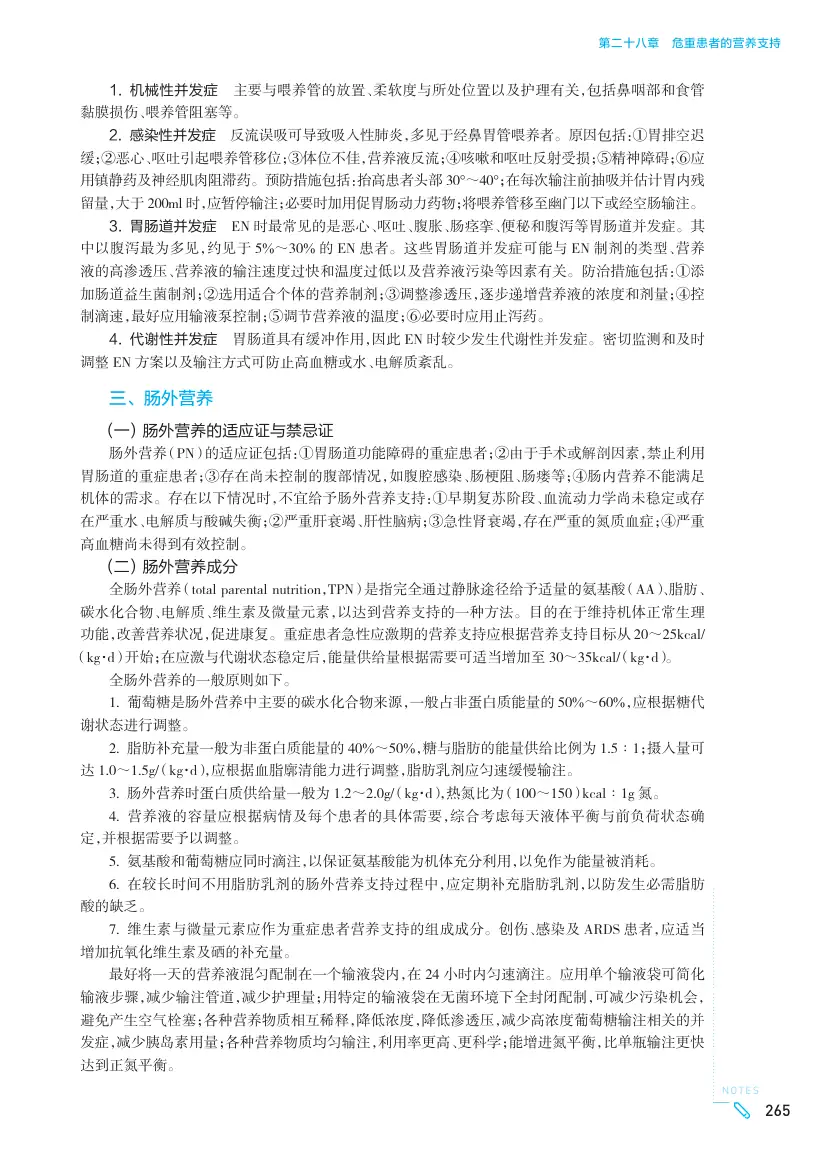 第二十八章　危重患者的营养支持
1. 机械性并发症　主要与喂养管的放置、柔软度与所处位置以及护理有关,包括鼻咽部和食管
黏膜损伤、喂养管阻塞等。
2. 感染性并发症　反流误吸可导致吸入性肺炎,多见于经鼻胃管喂养者。原因包括:①胃排空迟
缓;②恶心、呕吐引起喂养管移位;③体位不佳,营养液反流;④咳嗽和呕吐反射受损;⑤精神障碍;⑥应
用镇静药及神经肌肉阻滞药。预防措施包括:抬高患者头部 30°～40°;在每次输注前抽吸并估计胃内残
留量,大于 200ml 时,应暂停输注;必要时加用促胃肠动力药物;将喂养管移至幽门以下或经空肠输注。
3. 胃肠道并发症　EN 时最常见的是恶心、呕吐、腹胀、肠痉挛、便秘和腹泻等胃肠道并发症。其
中以腹泻最为多见,约见于 5%～30% 的 EN 患者。这些胃肠道并发症可能与 EN 制剂的类型、营养
液的高渗透压、营养液的输注速度过快和温度过低以及营养液污染等因素有关。防治措施包括:①添
加肠道益生菌制剂;②选用适合个体的营养制剂;③调整渗透压,逐步递增营养液的浓度和剂量;④控
制滴速,最好应用输液泵控制;⑤调节营养液的温度;⑥必要时应用止泻药。
4. 代谢性并发症　胃肠道具有缓冲作用,因此 EN 时较少发生代谢性并发症。密切监测和及时
调整 EN 方案以及输注方式可防止高血糖或水、电解质紊乱。
三、肠外营养
（一）肠外营养的适应证与禁忌证
肠外营养(PN)的适应证包括:①胃肠道功能障碍的重症患者;②由于手术或解剖因素,禁止利用
胃肠道的重症患者;③存在尚未控制的腹部情况,如腹腔感染、肠梗阻、肠瘘等;④肠内营养不能满足
机体的需求。存在以下情况时,不宜给予肠外营养支持:①早期复苏阶段、血流动力学尚未稳定或存
在严重水、电解质与酸碱失衡;②严重肝衰竭、肝性脑病;③急性肾衰竭,存在严重的氮质血症;④严重
高血糖尚未得到有效控制。
（二）肠外营养成分
全肠外营养(total parental nutrition,TPN)是指完全通过静脉途径给予适量的氨基酸(AA)、脂肪、
碳水化合物、电解质、维生素及微量元素,以达到营养支持的一种方法。目的在于维持机体正常生理
功能,改善营养状况,促进康复。重症患者急性应激期的营养支持应根据营养支持目标从 20～25kcal/
(kg·d)开始;在应激与代谢状态稳定后,能量供给量根据需要可适当增加至 30～35kcal/(kg·d)。
全肠外营养的一般原则如下。
1. 葡萄糖是肠外营养中主要的碳水化合物来源,一般占非蛋白质能量的 50%～60%,应根据糖代
谢状态进行调整。
2. 脂肪补充量一般为非蛋白质能量的 40%～50%,糖与脂肪的能量供给比例为 1.5∶1;摄入量可
达 1.0～1.5g/(kg·d),应根据血脂廓清能力进行调整,脂肪乳剂应匀速缓慢输注。
3. 肠外营养时蛋白质供给量一般为 1.2～2.0g/(kg·d),热氮比为(100～150)kcal∶1g 氮。
4. 营养液的容量应根据病情及每个患者的具体需要,综合考虑每天液体平衡与前负荷状态确
定,并根据需要予以调整。
5. 氨基酸和葡萄糖应同时滴注,以保证氨基酸能为机体充分利用,以免作为能量被消耗。
6. 在较长时间不用脂肪乳剂的肠外营养支持过程中,应定期补充脂肪乳剂,以防发生必需脂肪
酸的缺乏。
7. 维生素与微量元素应作为重症患者营养支持的组成成分。创伤、感染及 ARDS 患者,应适当
增加抗氧化维生素及硒的补充量。
最好将一天的营养液混匀配制在一个输液袋内,在 24 小时内匀速滴注。应用单个输液袋可简化
输液步骤,减少输注管道,减少护理量;用特定的输液袋在无菌环境下全封闭配制,可减少污染机会,
避免产生空气栓塞;各种营养物质相互稀释,降低浓度,降低渗透压,减少高浓度葡萄糖输注相关的并
发症,减少胰岛素用量;各种营养物质均匀输注,利用率更高、更科学;能增进氮平衡,比单瓶输注更快
达到正氮平衡。
NOTES
265